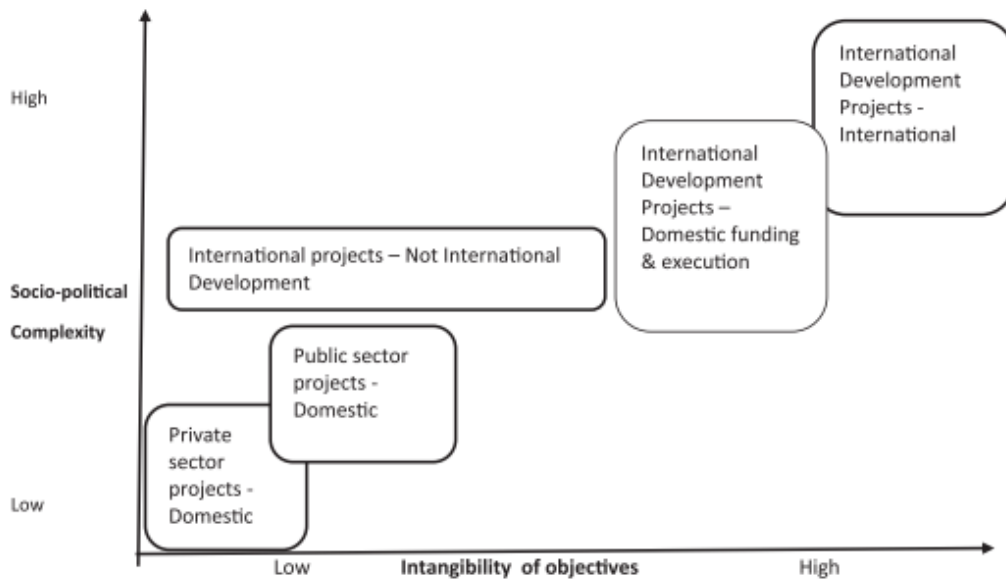 High
International
Development
Projects -
International
International
Development
Projects –
Domestic funding
& execution
International projects – Not International
Development
Socio-political
Complexity
Public sector
projects -
Domestic
Private
sector
projects -
Domestic
Low
Low
Intangibility of objectives
High